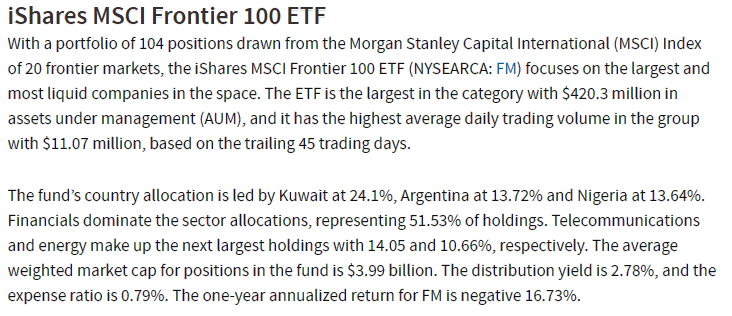 iShares MSCI Frontier 100 ETF
With a portfolio of 104 positions drawn from the Morgan Stanley Capital International (MSCI) Index
of 20 frontier markets, the iShares MSCI Frontier 100 ETF (NYSEARCA: FM) focuses on the largest and
most liquid companies in the space. The ETF is the largest in the category with $420.3 million in
assets under management (AUM), and it has the highest average daily trading volume in the group
with $11.07 million, based on the trailing 45 trading days.
The fund’s country allocation is led by Kuwait at 24.1%, Argentina at 13.72% and Nigeria at 13.64%.
Financials dominate the sector allocations, representing 51.53% of holdings. Telecommunications
and energy make up the next largest holdings with 14.05 and 10.66%, respectively. The average
weighted market cap for positions in the fund is $3.99 billion. The distribution yield is 2.78%, and the
expense ratio is 0.79%. The one-year annualized return for FM is negative 16.73%.